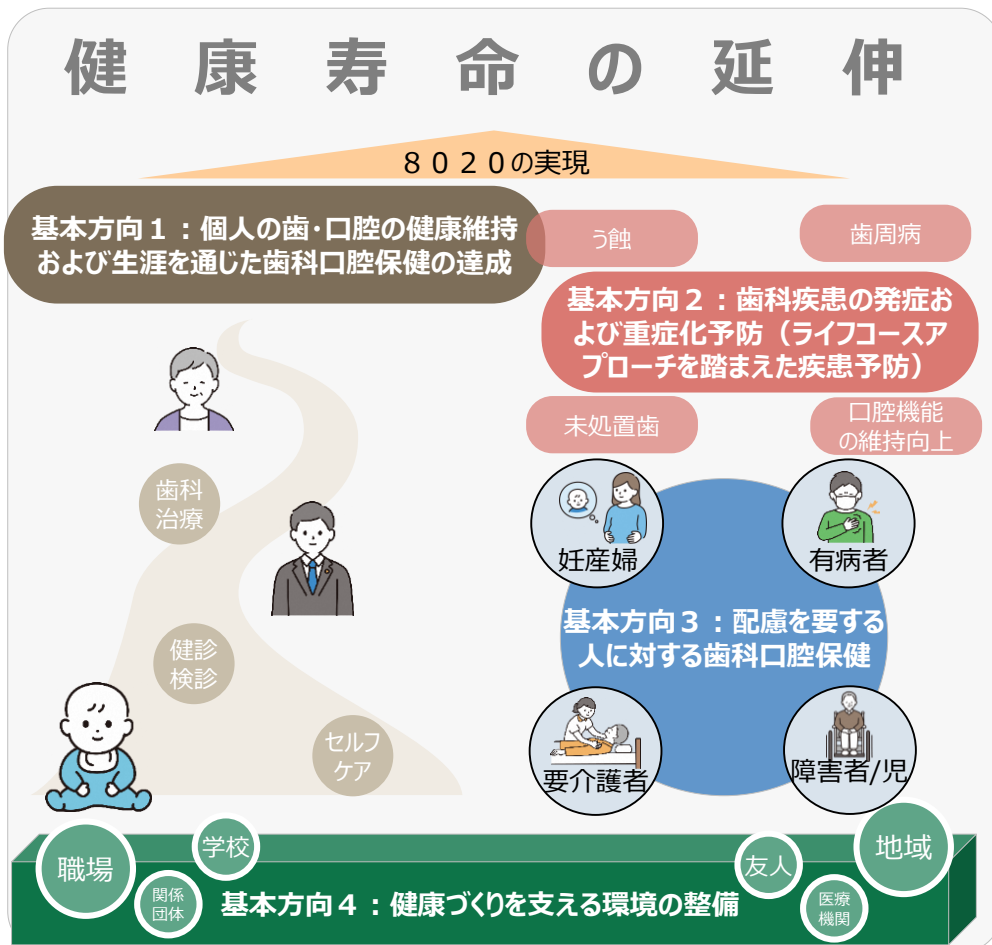 健康寿命の延伸
８０２０の実現
基本方向１：個人の歯・口腔の健康維持
および生涯を通じた歯科口腔保健の達成
う蝕
歯周病
基本方向２：歯科疾患の発症お
よび重症化予防（ライフコースア
プローチを踏まえた疾患予防）
未処置歯
口腔機能
の維持向上
歯科
治療
健診
検診
セルフ
ケア
妊産婦
有病者
基本方向３：配慮を要する
人に対する歯科口腔保健
要介護者
障害者/児
職場
学校
関係
団体
基本方向４：健康づくりを支える環境の整備
友人
医療
機関
地域